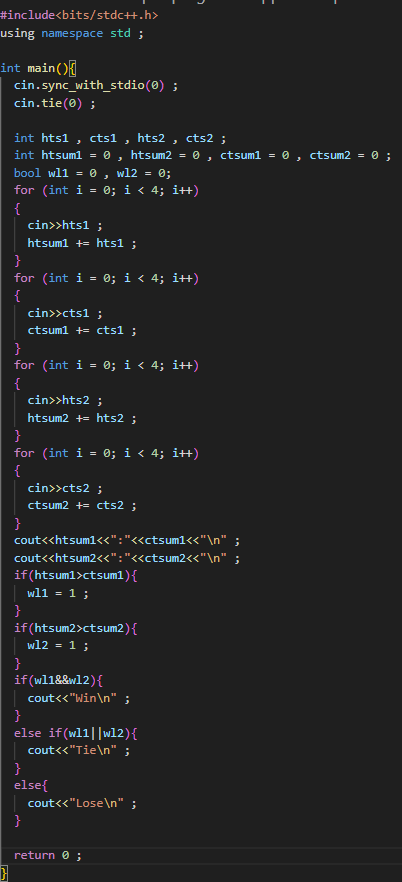 #include<bits/stdc++.h>
using namespace std ;

int main(){
  cin.sync_with_stdio(0) ;
  cin.tie(0) ;

  int hts1 , cts1 , hts2 , cts2 ;
  int htsum1 = 0 , htsum2 = 0 , ctsum1 = 0 , ctsum2 = 0 ;
  bool wl1 = 0 , wl2 = 0;
  for (int i = 0; i < 4; i++)
  {
    cin>>hts1 ;
    htsum1 += hts1 ;
  }
  for (int i = 0; i < 4; i++)
  {
    cin>>cts1 ;
    ctsum1 += cts1 ;
  }
  for (int i = 0; i < 4; i++)
  {
    cin>>hts2 ;
    htsum2 += hts2 ;
  }
  for (int i = 0; i < 4; i++)
  {
    cin>>cts2 ;
    ctsum2 += cts2 ;
  }
  cout<<htsum1<<":"<<ctsum1<<"\n" ;
  cout<<htsum2<<":"<<ctsum2<<"\n" ;
  if(htsum1>ctsum1){
    wl1 = 1 ;
  }
  if(htsum2>ctsum2){
    wl2 = 1 ;
  }
  if(wl1&&wl2){
    cout<<"Win\n" ;
  }
  else if(wl1||wl2){
    cout<<"Tie\n" ;
  }
  else{
    cout<<"Lose\n" ;
  }

  return 0 ;
}